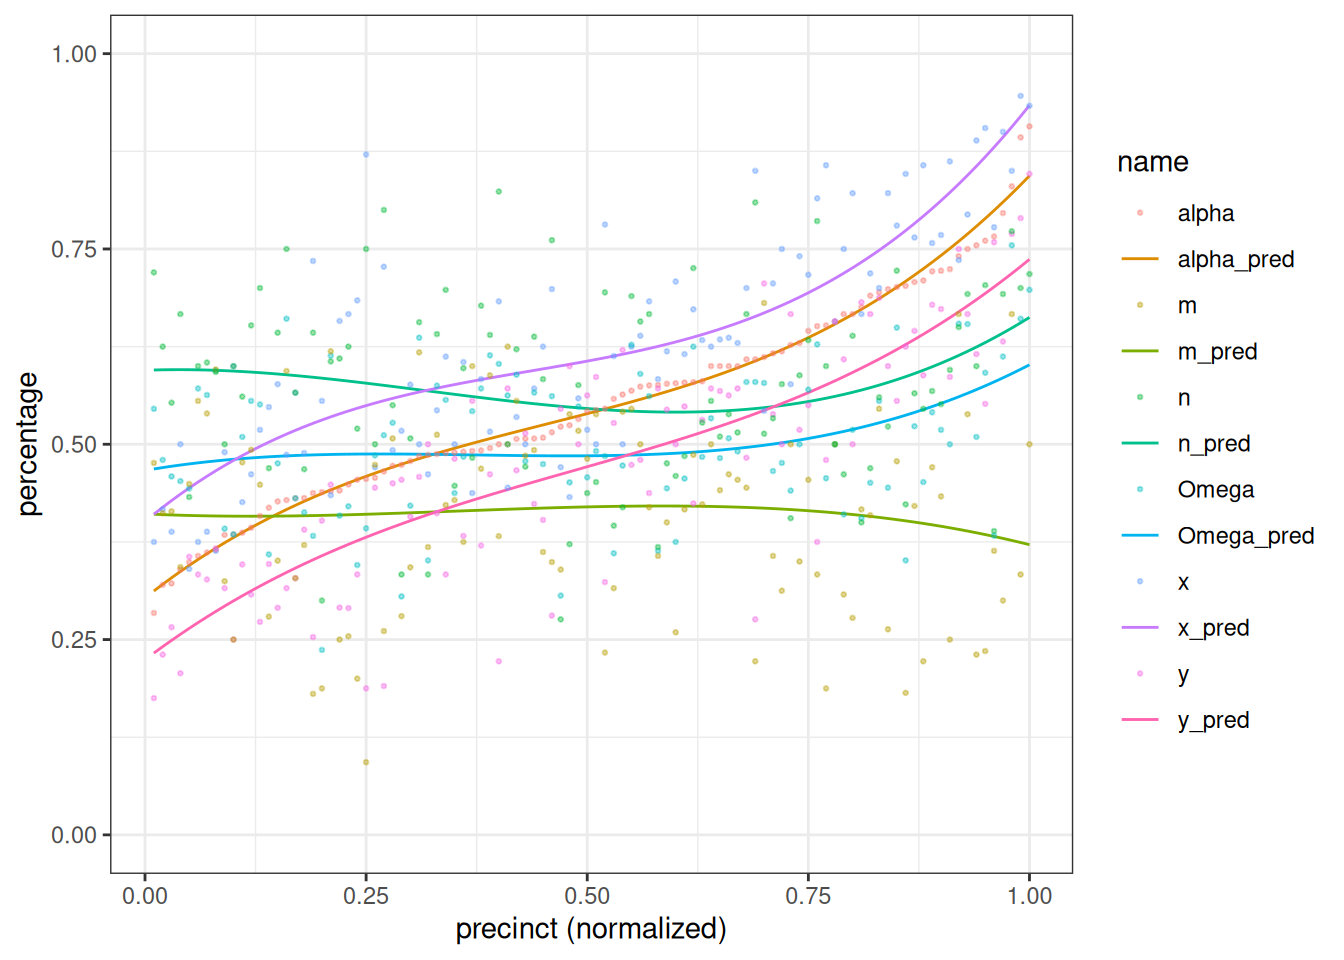 1.00
0.75
0.50
0.25
0.00
percentage
0.00 0.25 0.50 0.75 1.00
precinct (normalized)
name
alpha
alpha_pred
m
m_pred
n
n_pred
Omega
Omega_pred
x
x_pred
y
y_pred